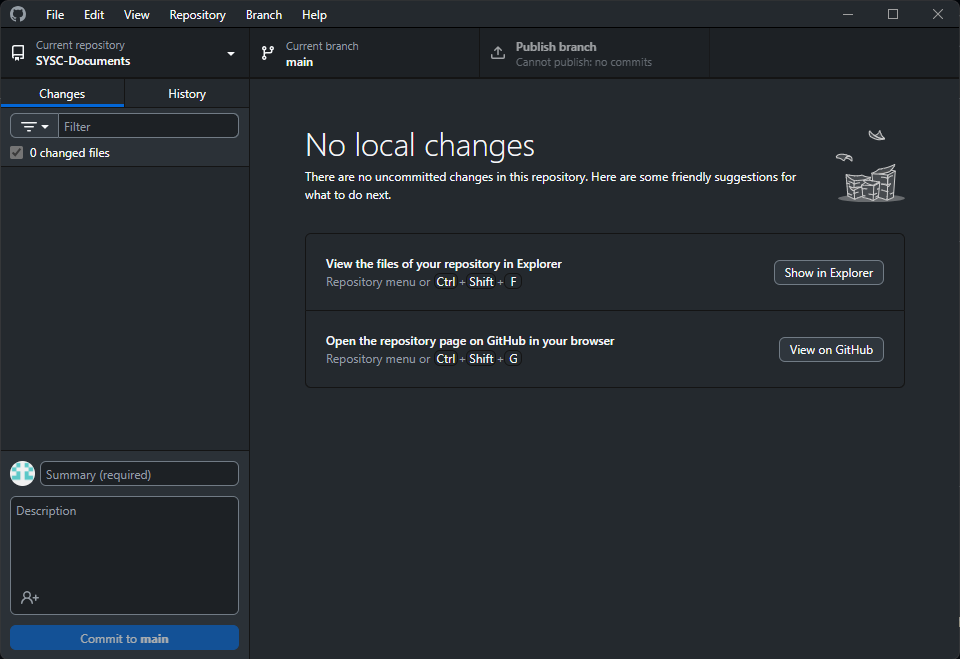 File Edit View Repository Branch Help
Current repository
SYSC-Documents
Current branch
main
Publish branch
Cannot publish: no commits
Changes History
Filter
0 changed files
No local changes
There are no uncommitted changes in this repository. Here are some friendly suggestions for
what to do next.
View the files of your repository in Explorer
Repository menu or Ctrl + Shift + F
Show in Explorer
Open the repository page on GitHub in your browser
Repository menu or Ctrl + Shift + G
View on GitHub
Summary (required)
Description
Commit to main